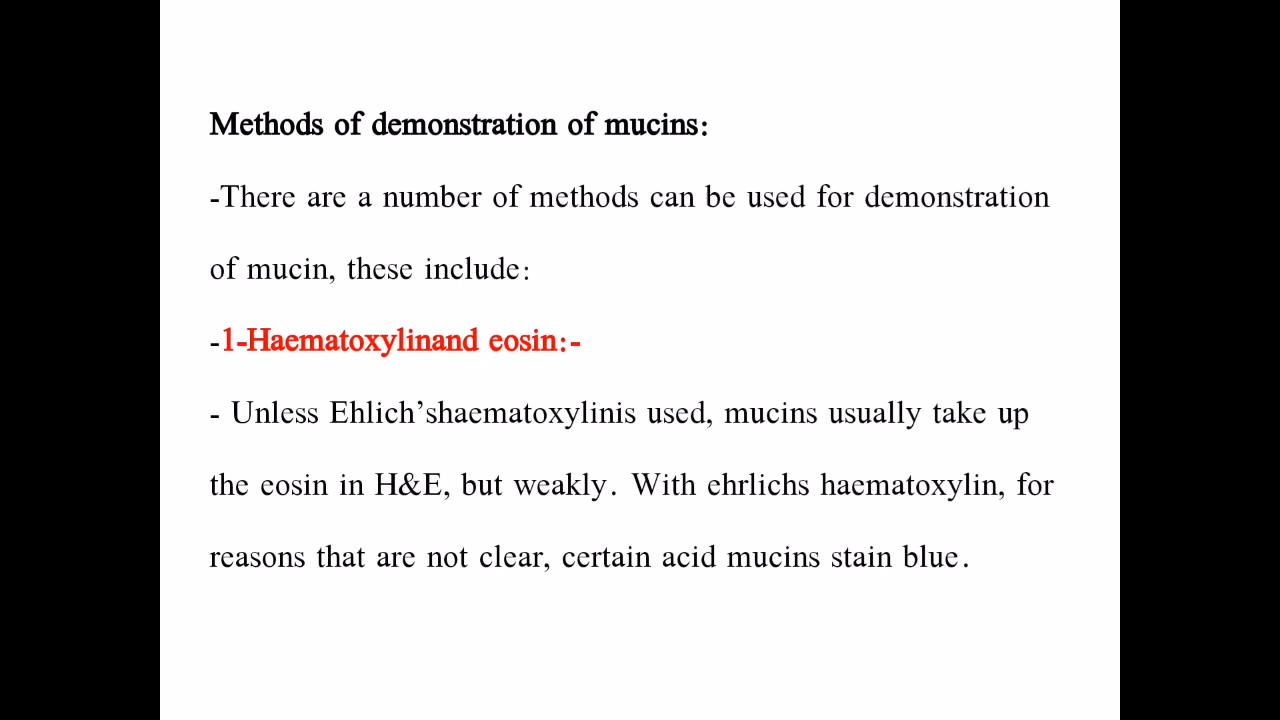 Methods of demonstration of mucins:
-There are a number of methods can be used for demonstration
of mucin, these include:
-1-Haematoxylinand eosin:-
- Unless Ehlich’shaematoxylinis used, mucins usually take up
the eosin in H&E, but weakly. With ehrlichs haematoxylin, for
reasons that are not clear, certain acid mucins stain blue.